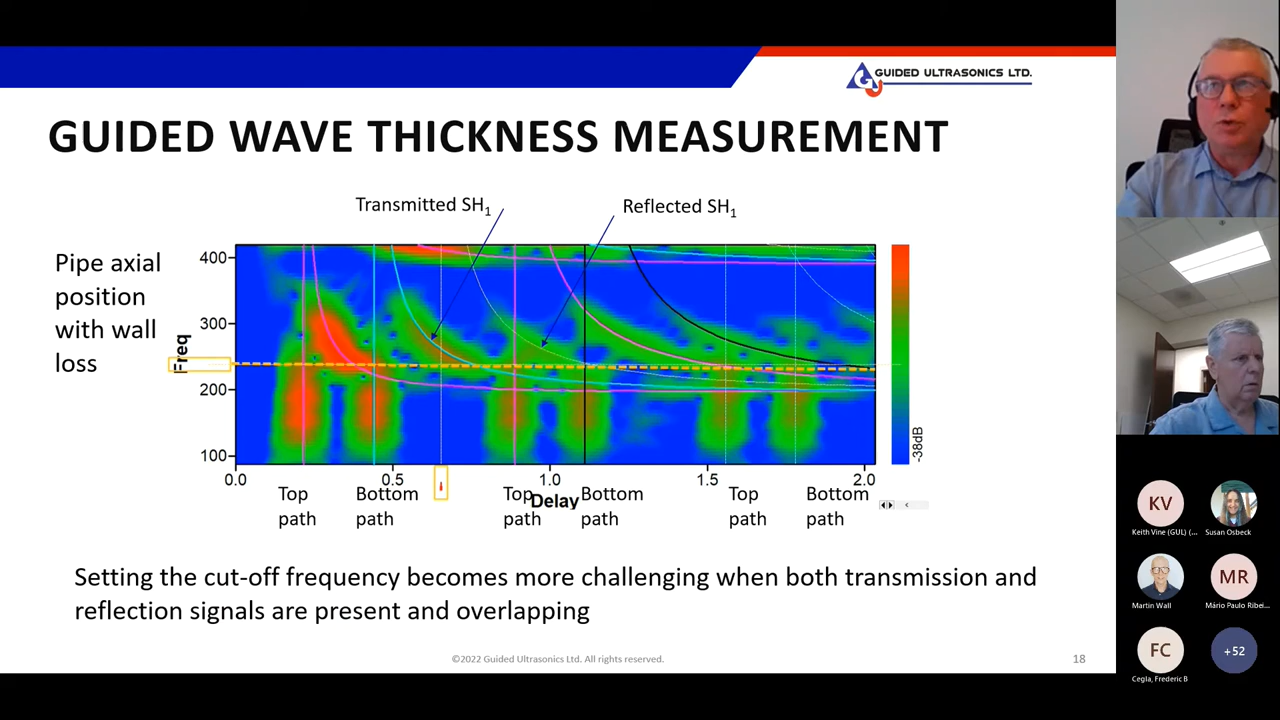 GUIDED ULTRASONICS LTD.
GUIDED WAVE THICKNESS MEASUREMENT
Transmitted SH1
Reflected SH1
Pipe axial
position
with wall
loss
Freq
400
300
200
100
-38dB
0.0
0.5
1.0
1.5
2.0
Top
path
Bottom
path
Top
path
Delay
Bottom
path
Top
path
Bottom
path
Setting the cut-off frequency becomes more challenging when both transmission and
reflection signals are present and overlapping
©2022 Guided Ultrasonics Ltd. All rights reserved.
18
KV
Keith Vine (GUL) (...
Susan Osbeck
Martin Wall
MR
Mário Paulo Ribei...
FC
Cegla, Frederic B
+52